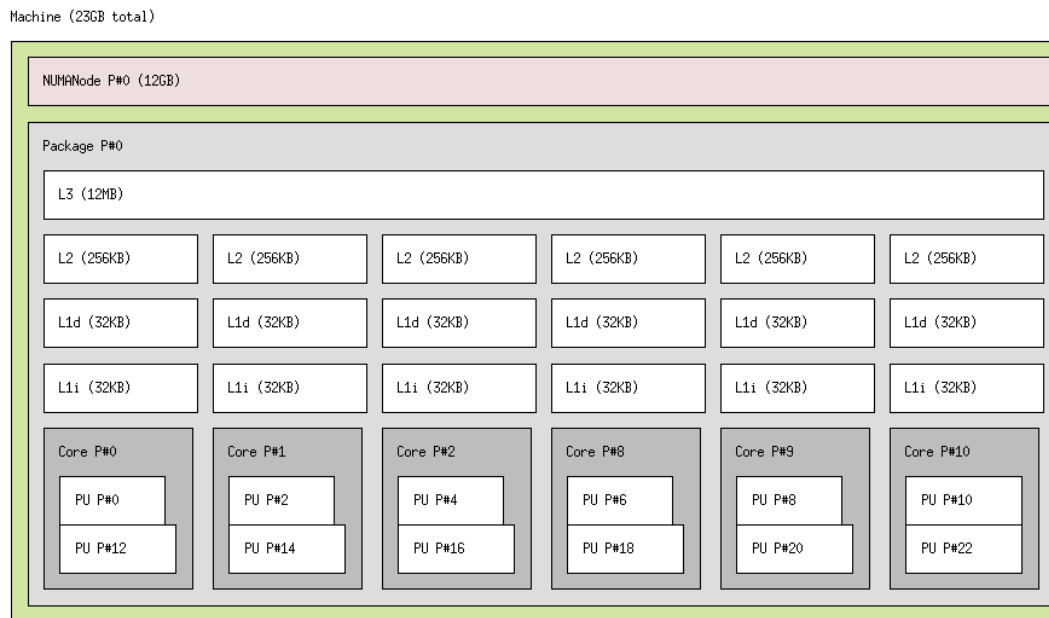 Machine (23GB total)
NUMANode P#0 (12GB)
Package P#0
L3 (12MB)
L2 (256KB) L2 (256KB) L2 (256KB) L2 (256KB) L2 (256KB) L2 (256KB)
L1d (32KB) L1d (32KB) L1d (32KB) L1d (32KB) L1d (32KB) L1d (32KB)
L1i (32KB) L1i (32KB) L1i (32KB) L1i (32KB) L1i (32KB) L1i (32KB)
Core P#0 Core P#1 Core P#2 Core P#8 Core P#9 Core P#10
PU P#0 PU P#2 PU P#4 PU P#6 PU P#8 PU P#10
PU P#12 PU P#14 PU P#16 PU P#18 PU P#20 PU P#22